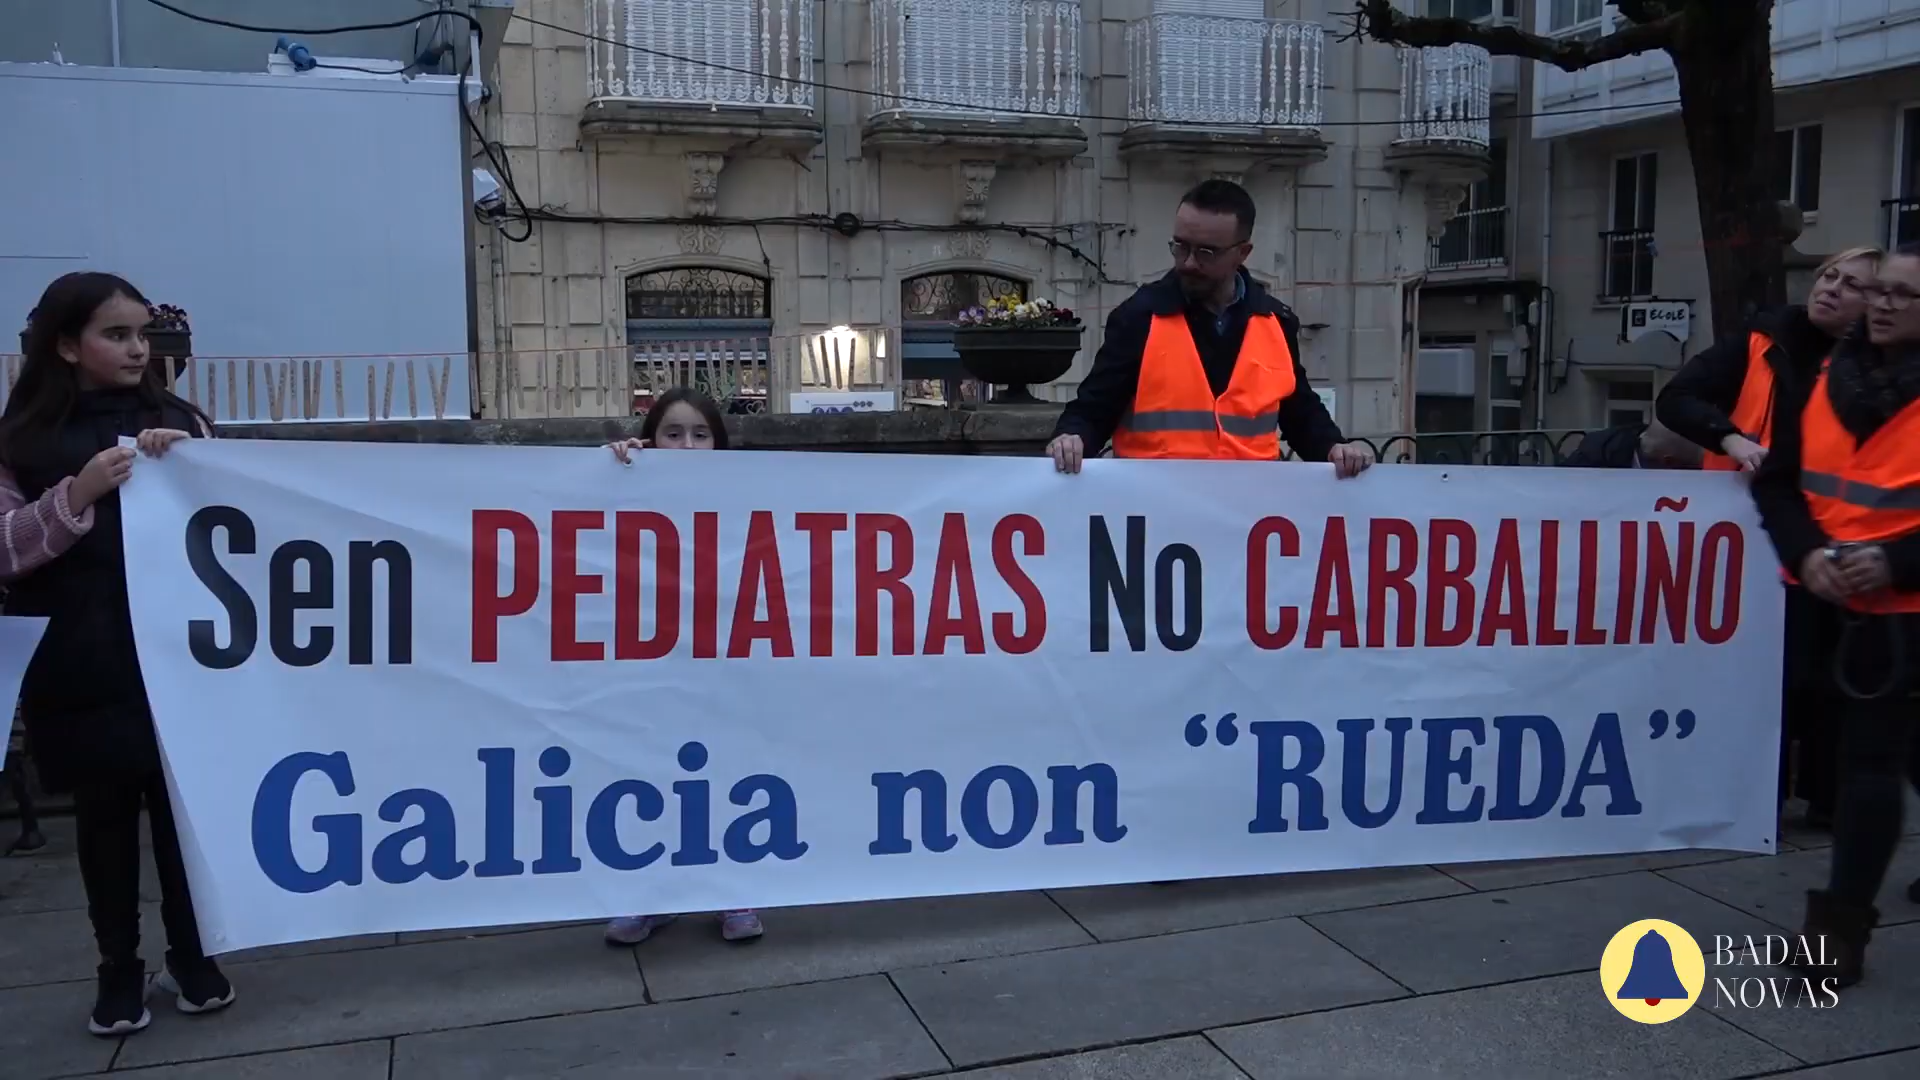 ECOLE
Sen PEDIATRAS No CARBALLIÑO
Galicia non “RUEDA”
BADAL
NOVAS